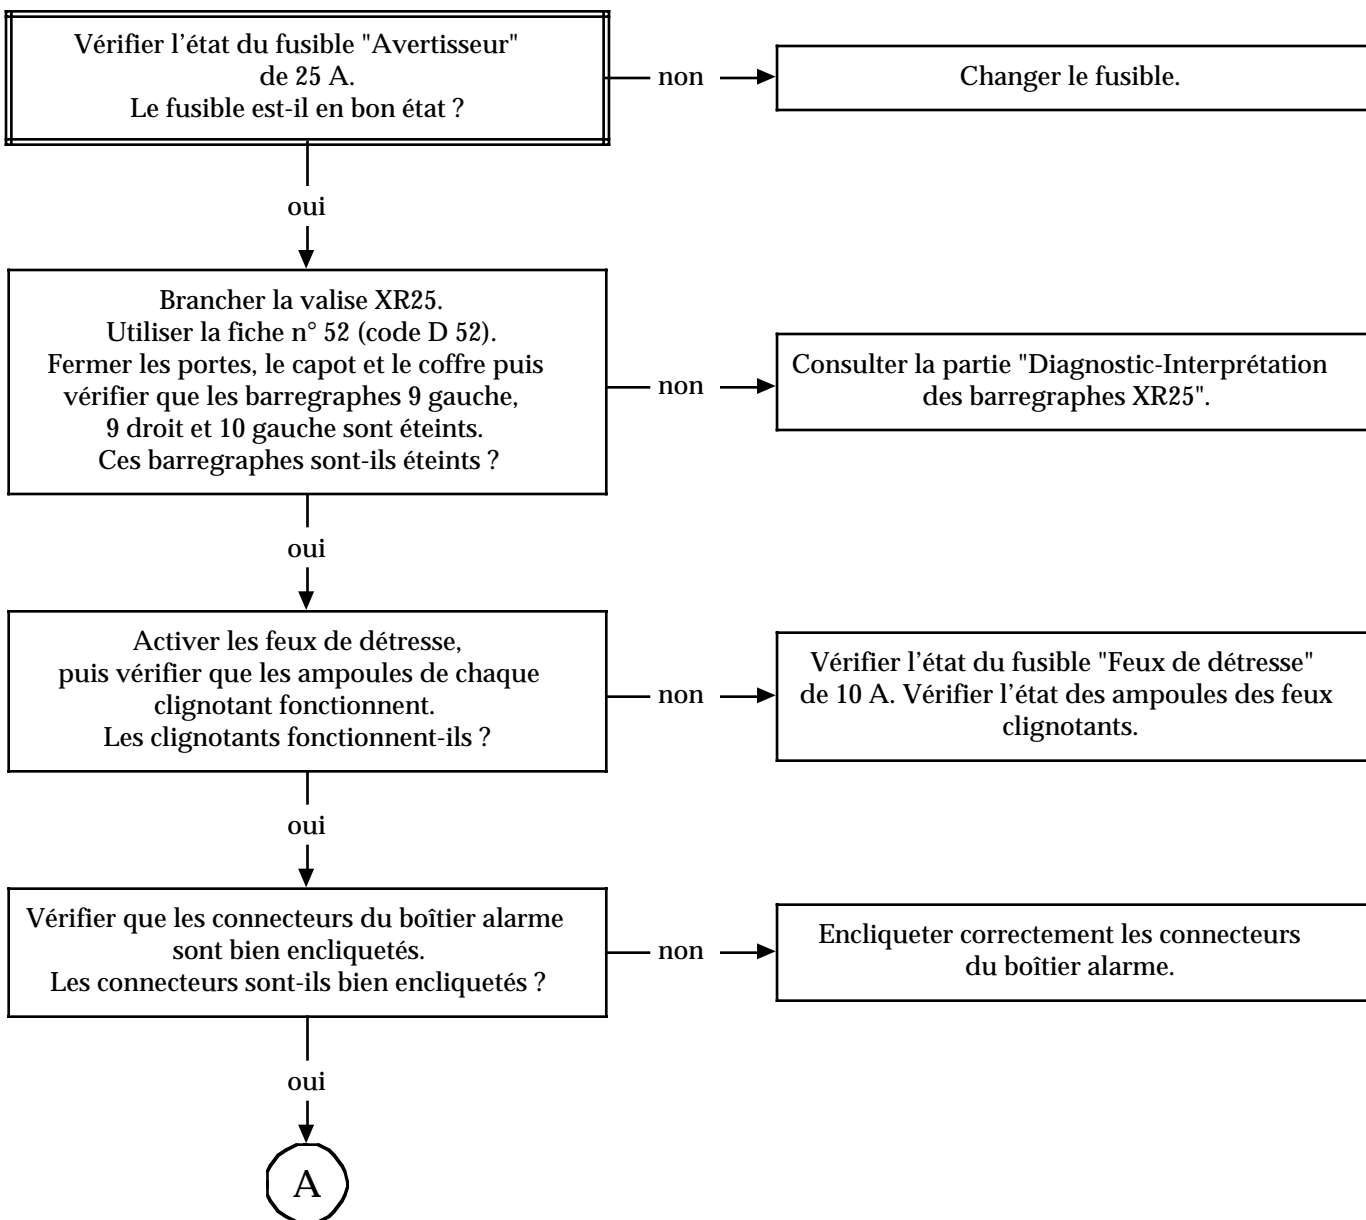 Vérifier l'état du fusible "Avertisseur"
de 25 A.
Le fusible est-il en bon état ?
non
Changer le fusible.
oui
Brancher la valise XR25.
Utiliser la fiche n° 52 (code D 52).
Fermer les portes, le capot et le coffre puis
vérifier que les barregraphes 9 gauche,
9 droit et 10 gauche sont éteints.
Ces barregraphes sont-ils éteints ?
non
Consulter la partie "Diagnostic-Interprétation
des barregraphes XR25".
oui
Activer les feux de détresse,
puis vérifier que les ampoules de chaque
clignotant fonctionnent.
Les clignotants fonctionnent-ils ?
non
Vérifier l'état du fusible "Feux de détresse"
de 10 A. Vérifier l'état des ampoules des feux
clignotants.
oui
Vérifier que les connecteurs du boîtier alarme
sont bien encliquetés.
Les connecteurs sont-ils bien encliquetés ?
non
Encliqueter correctement les connecteurs
du boîtier alarme.
oui
A